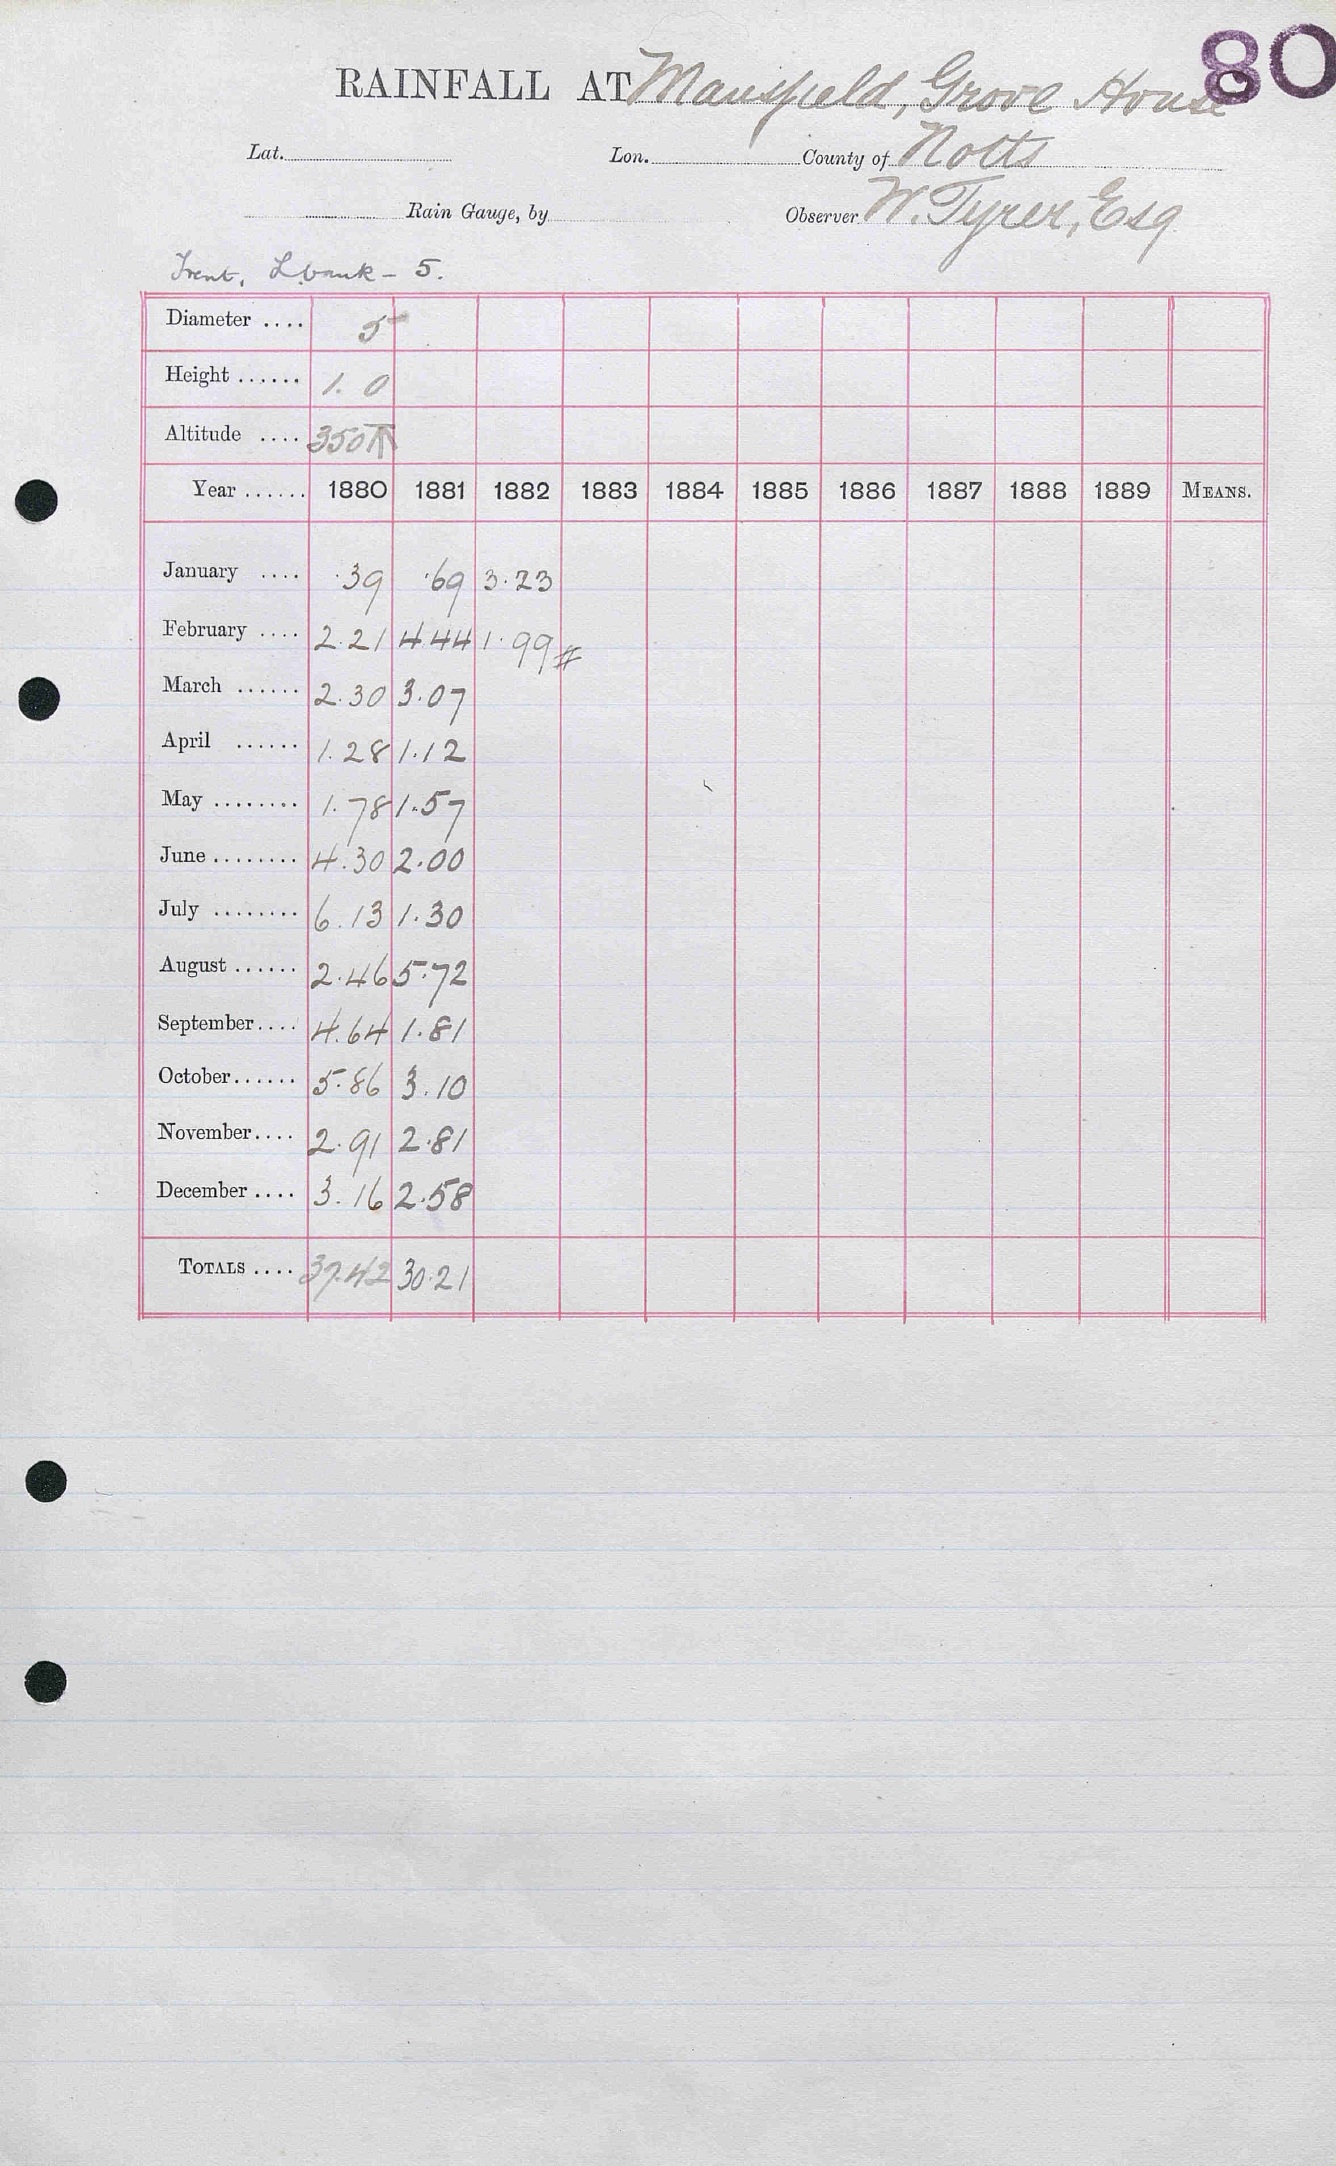 80
RAINFALL AT Mansfield, Grove House
Lat. Lon. County of Notts
Rain Gauge, by Observer W. Tyrer, Esq
Trent, L bank - 5.
Diameter .... 5
Height ...... 1. 0
Altitude .... 350
Year ...... 1880 1881 1882 1883 1884 1885 1886 1887 1888 1889 MEANS.
January .... .39 .69 3.23
February .... 2.21 4.44 1.99 #
March ...... 2.30 3.07
April ...... 1.28 1.12
May ........ 1.78 1.57
June ........ 4.30 2.00
July ........ 6.13 1.30
August ...... 2.46 5.72
September.... 4.64 1.81
October...... 5.86 3.10
November.... 2.91 2.81
December .... 3.16 2.58
TOTALS .... 37.42 30.21